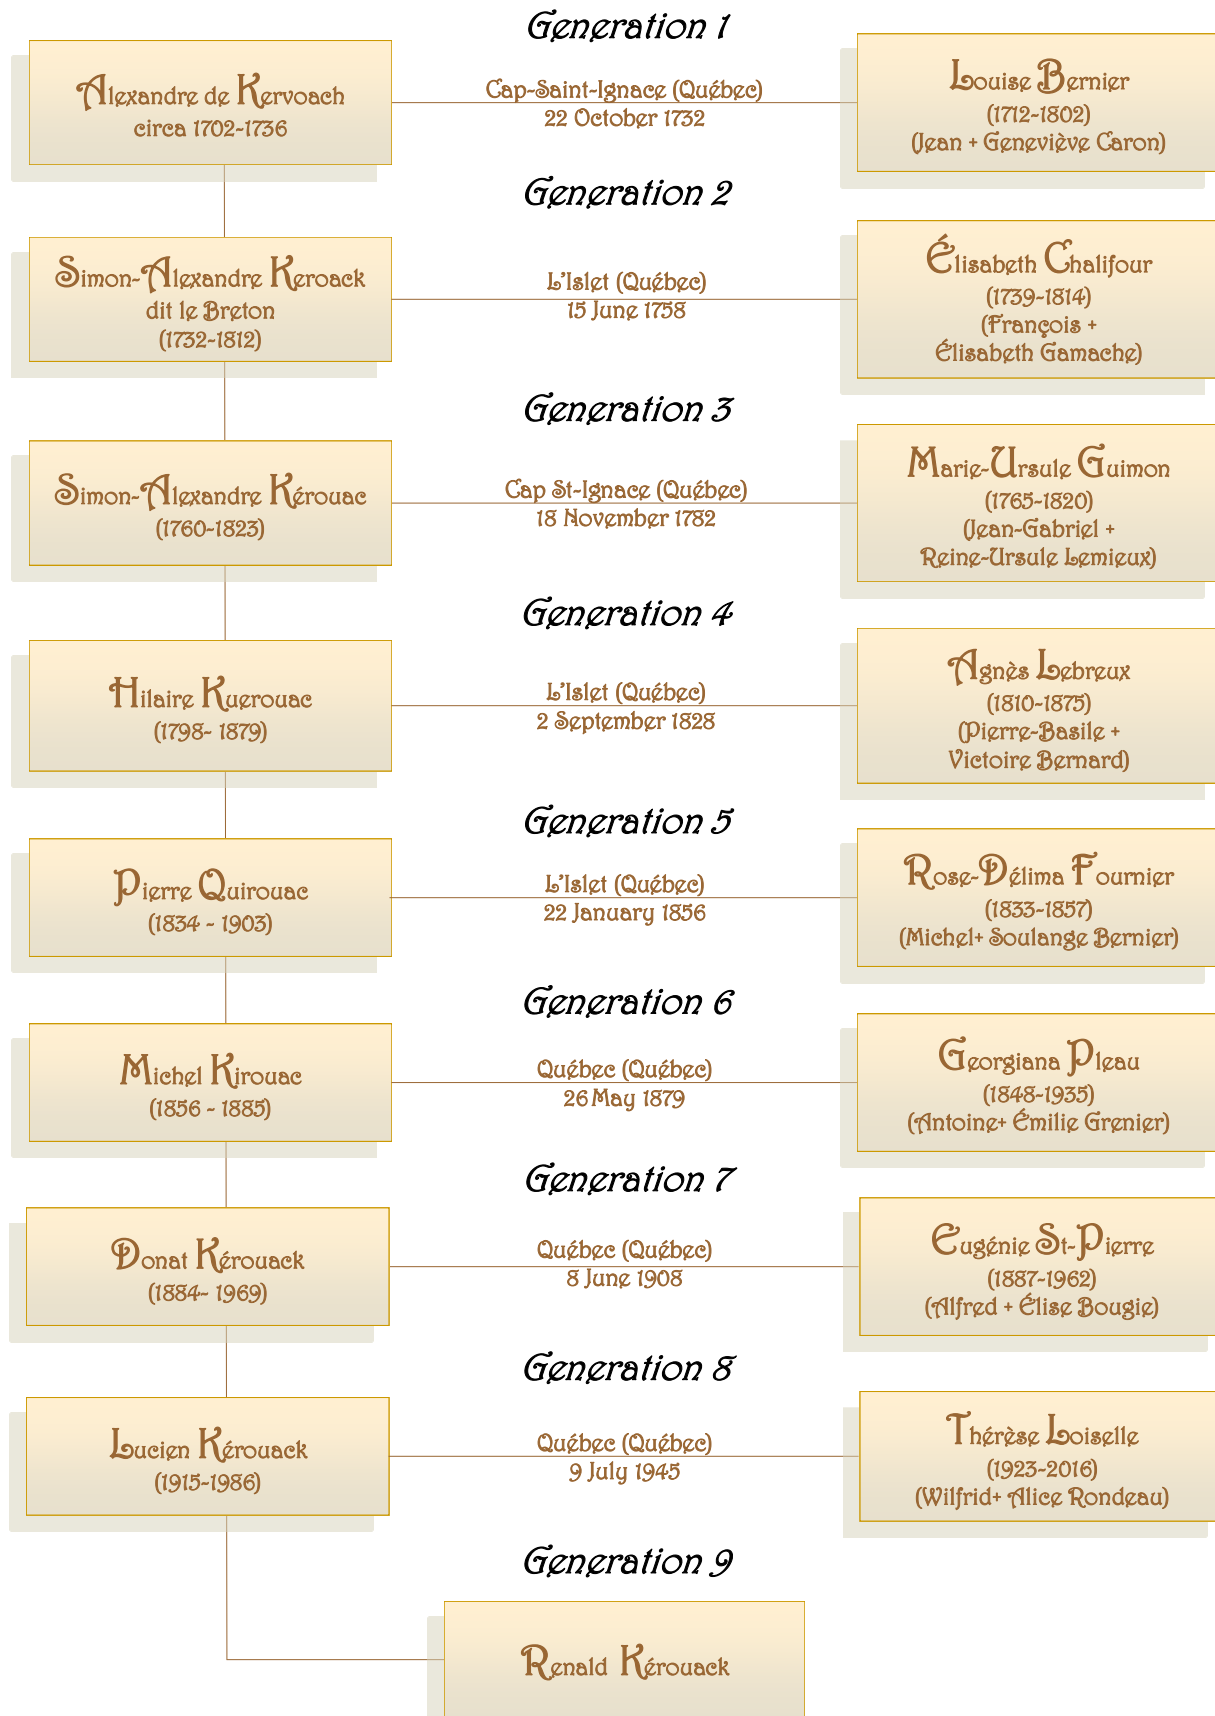 Generation 1
Alexandre de Kervoach
circa 1702-1736
Cap-Saint-Ignace (Québec)
22 October 1732
Louise Bernier
(1712-1802)
(Jean + Geneviève Caron)
Generation 2
Simon-Alexandre Keroack
dit le Breton
(1732-1812)
L'Islet (Québec)
15 June 1758
Élisabeth Chalifour
(1739-1814)
(François +
Élisabeth Gamache)
Generation 3
Simon-Alexandre Kérouac
(1760-1823)
Cap St-Ignace (Québec)
18 November 1782
Marie-Ursule Guimon
(1765-1820)
(Jean-Gabriel +
Reine-Ursule Lemieux)
Generation 4
Hilaire Kuerouac
(1798- 1879)
L'Islet (Québec)
2 September 1828
Agnès Lebreux
(1810-1875)
(Pierre-Basile +
Victoire Bernard)
Generation 5
Pierre Quirouac
(1834 - 1903)
L'Islet (Québec)
22 January 1856
Rose-Délima Fournier
(1833-1857)
(Michel+ Soulange Bernier)
Generation 6
Michel Kirouac
(1856 - 1885)
Québec (Québec)
26 May 1879
Georgiana Pleau
(1848-1935)
(Antoine+ Émilie Grenier)
Generation 7
Donat Kérouack
(1884- 1969)
Québec (Québec)
8 June 1908
Eugénie St-Pierre
(1887-1962)
(Alfred + Élise Bougie)
Generation 8
Lucien Kérouack
(1915-1986)
Québec (Québec)
9 July 1945
Thérèse Loiselle
(1923-2016)
(Wilfrid+ Alice Rondeau)
Generation 9
Renald Kérouack